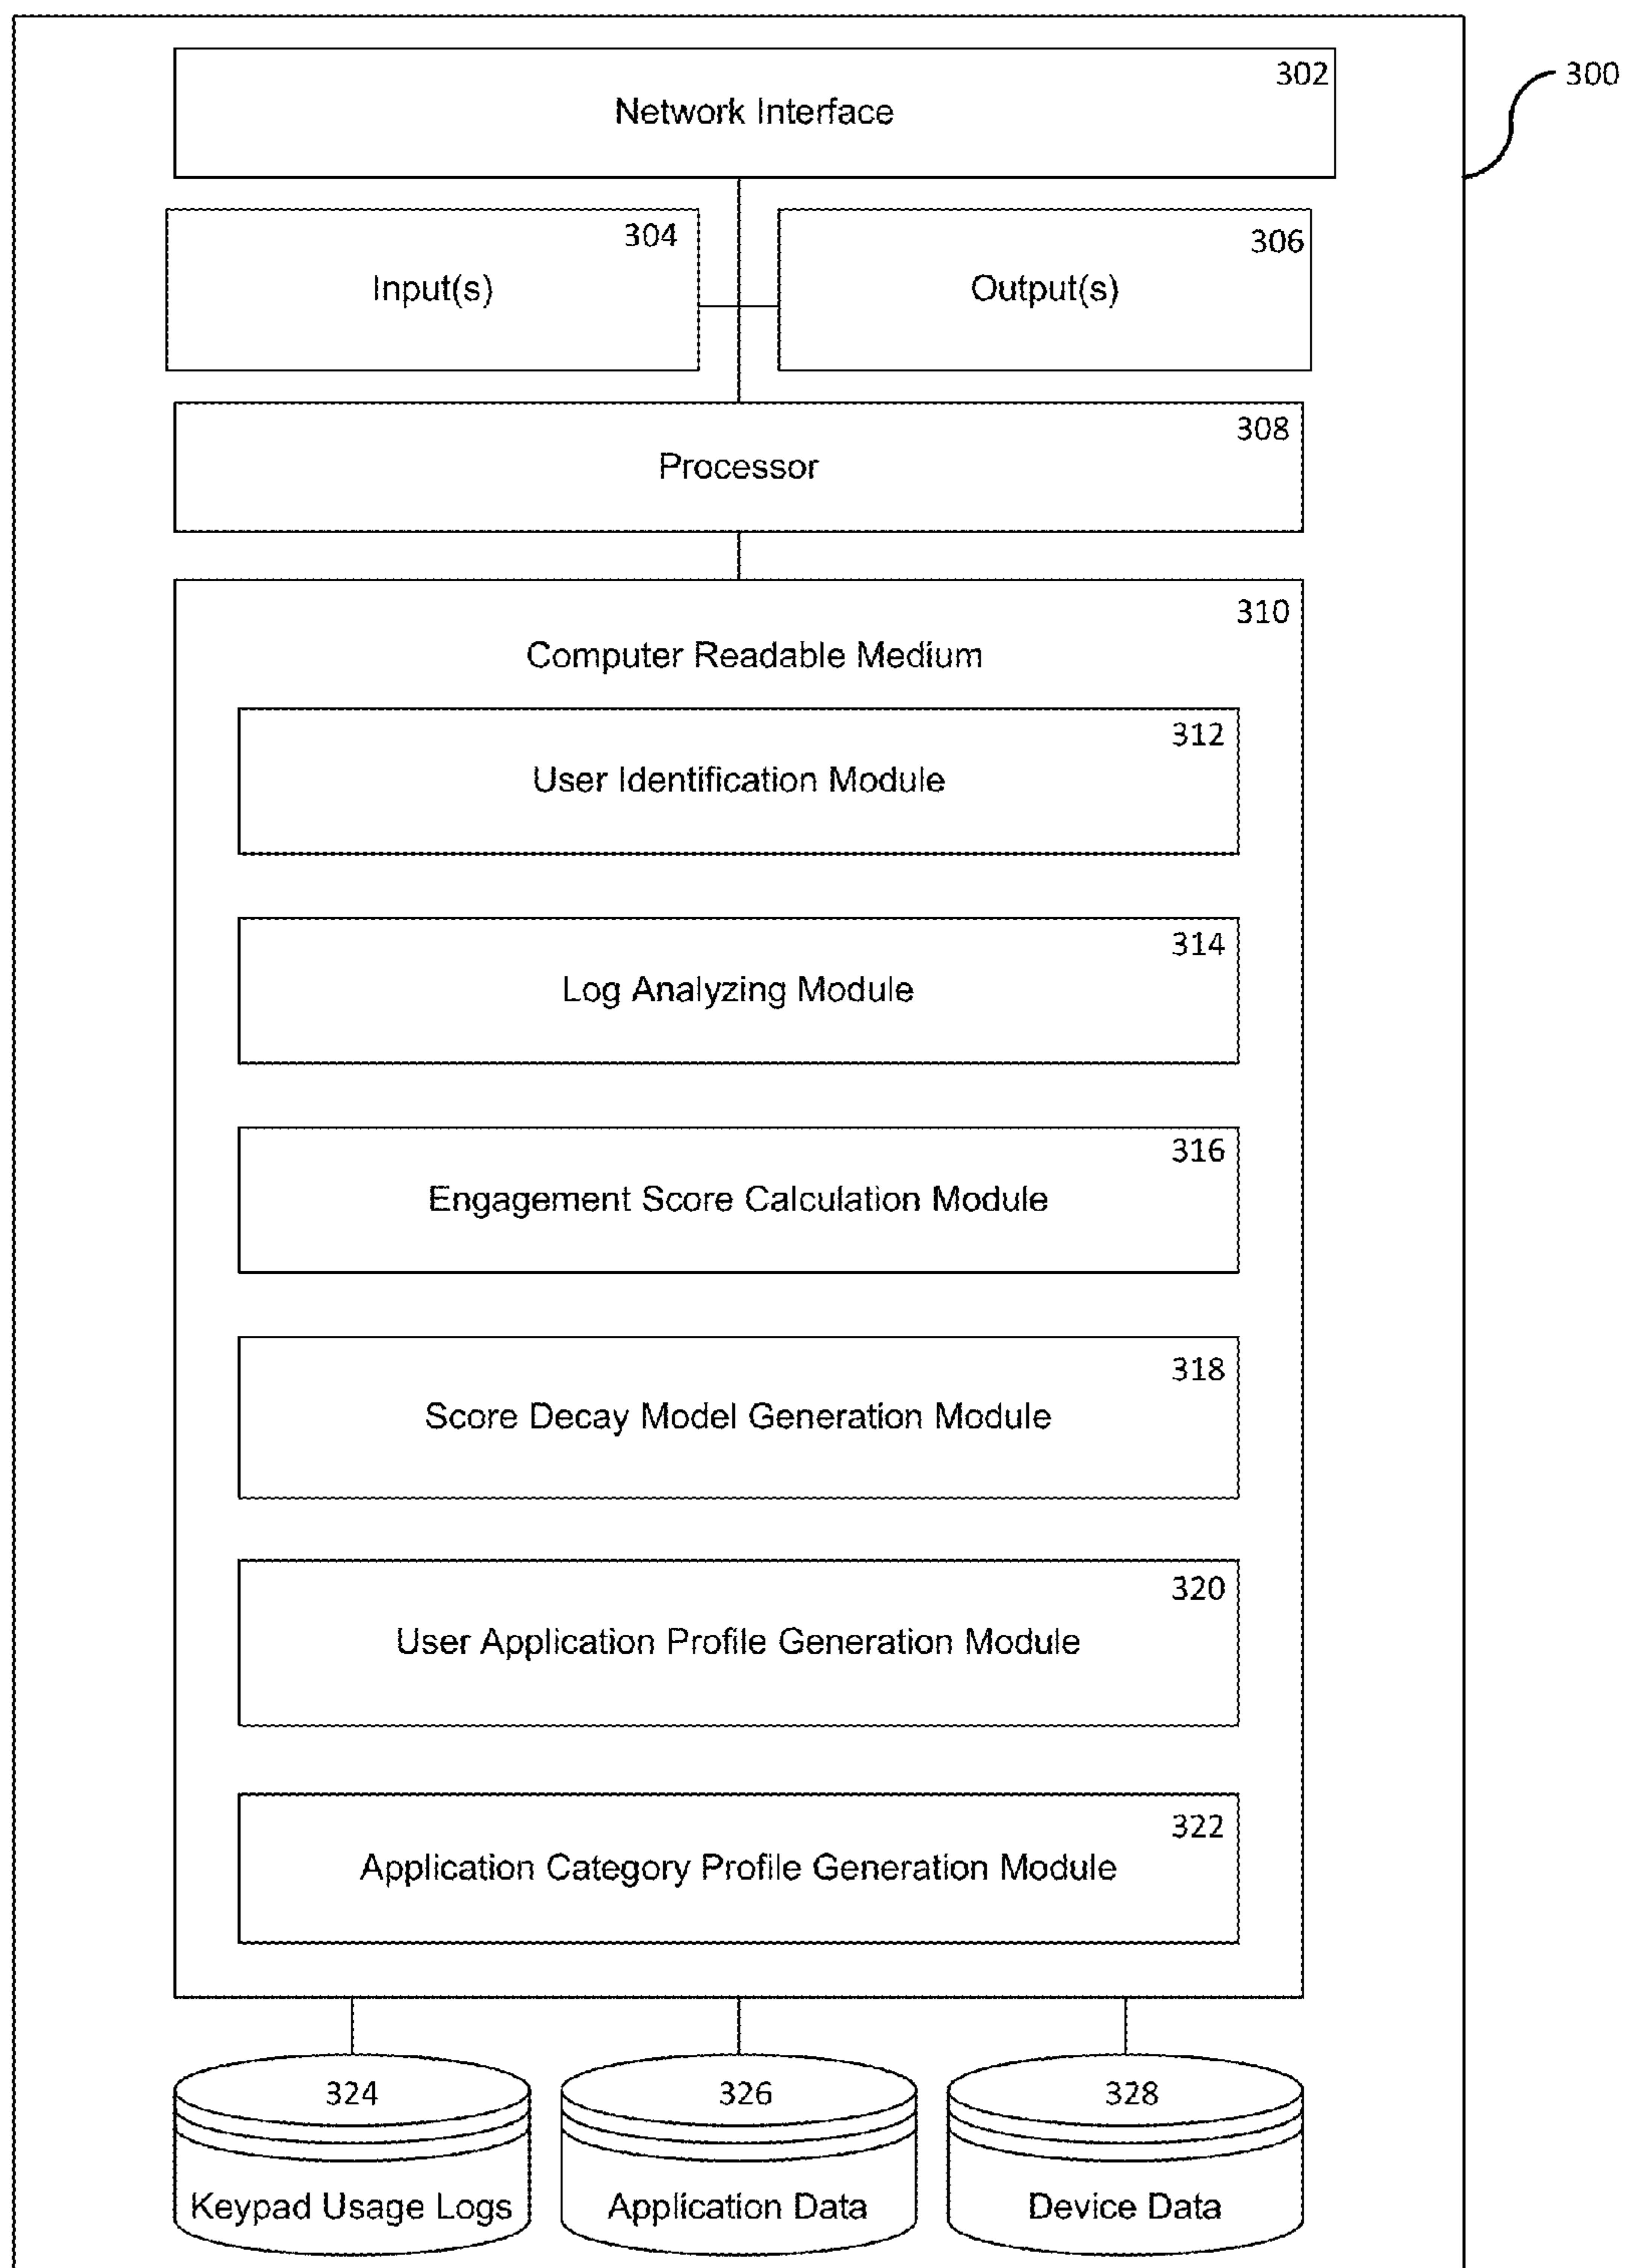 302
300
Network Interface
304
306
Input(s)
Output(s)
308
Processor
310
Computer Readable Medium
312
User Identification Module
314
Log Analyzing Module
316
Engagement Score Calculation Module
318
Score Decay Model Generation Module
320
User Application Profile Generation Module
322
Application Category Profile Generation Module
324
326
328
Keypad Usage Logs
Application Data
Device Data